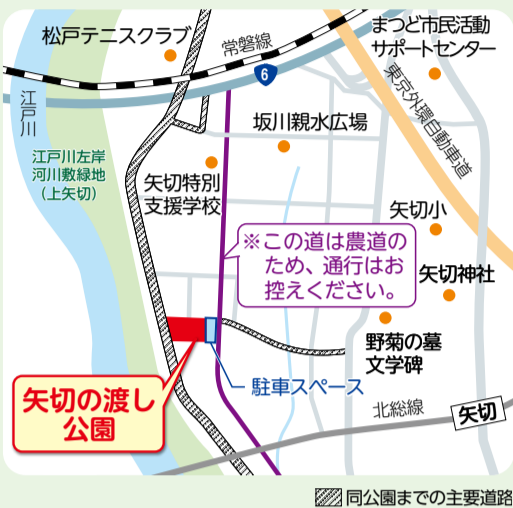 松戸テニスクラブ
常磐線
まつど市民活動
サポートセンター
6
江戸川
東京外環自動車道
坂川親水広場
江戸川左岸
河川敷緑地
（上矢切）
矢切特別
支援学校
矢切小
※この道は農道の
ため、通行はお
控えください。
矢切神社
野菊の墓
文学碑
駐車スペース
矢切の渡し
公園
北総線
矢切
同公園までの主要道路